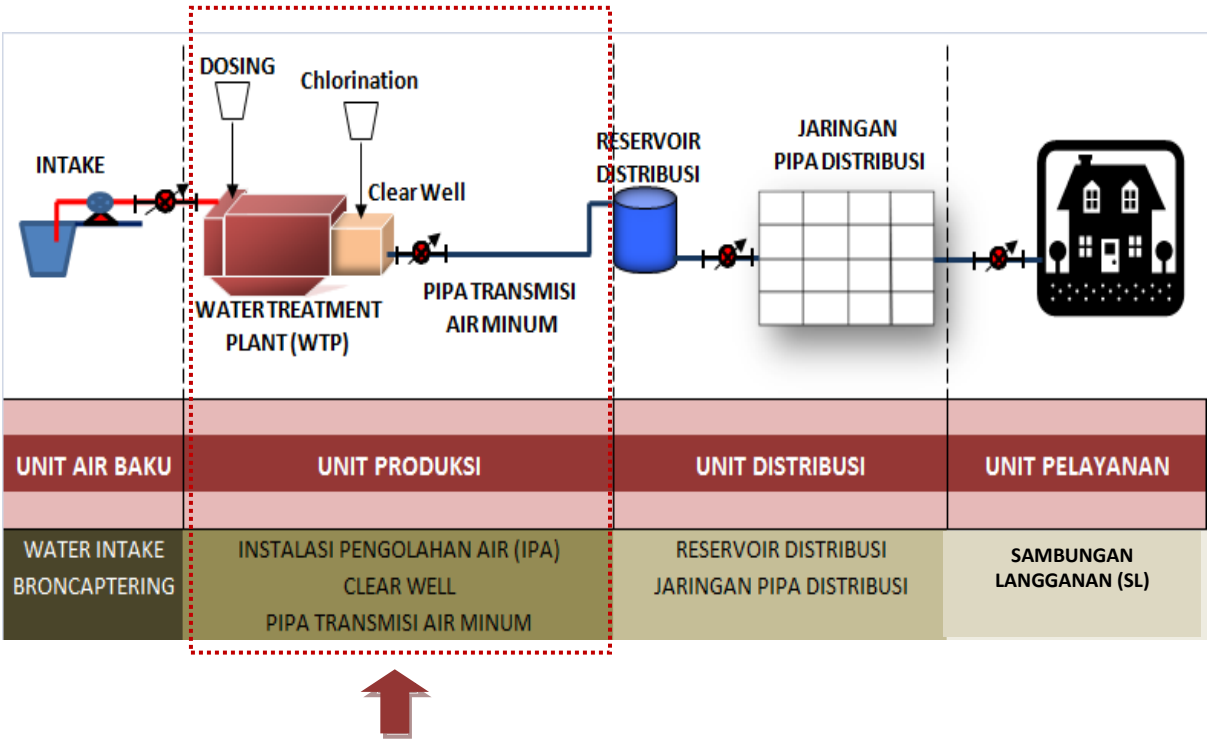 DOSING
Chlorination
INTAKE
Clear Well
WATER TREATMENT
PLANT (WTP)
PIPA TRANSMISI
AIR MINUM
RESERVOIR
DISTRIBUSI
JARINGAN
PIPA DISTRIBUSI
UNIT AIR BAKU
UNIT PRODUKSI
UNIT DISTRIBUSI
UNIT PELAYANAN
WATER INTAKE
BRONCAPTERING
INSTALASI PENGOLAHAN AIR (IPA)
CLEAR WELL
PIPA TRANSMISI AIR MINUM
RESERVOIR DISTRIBUSI
JARINGAN PIPA DISTRIBUSI
SAMBUNGAN
LANGGANAN (SL)